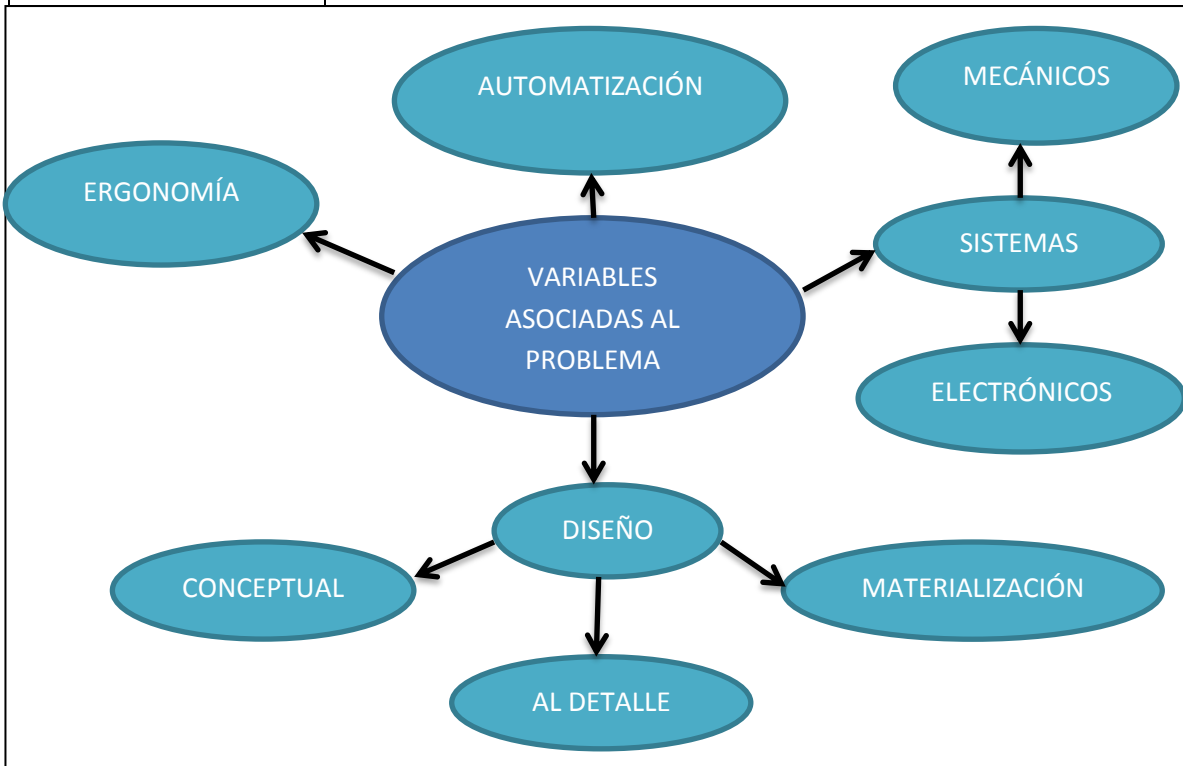 AUTOMATIZACIÓN
MECÁNICOS
ERGONOMÍA
SISTEMAS
VARIABLES
ASOCIADAS AL
PROBLEMA
ELECTRÓNICOS
DISEÑO
CONCEPTUAL
MATERIALIZACIÓN
AL DETALLE